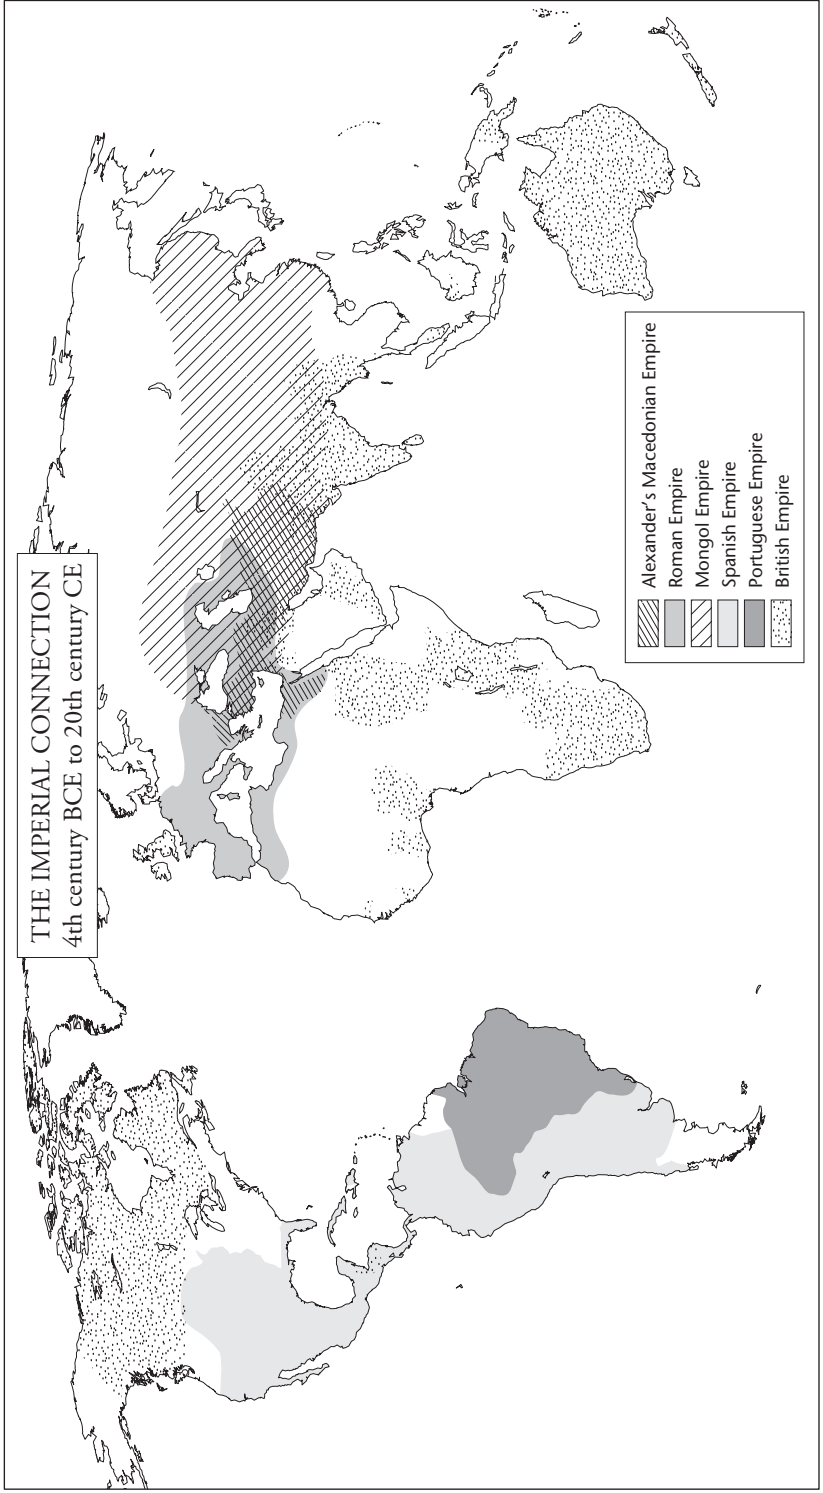 THE IMPERIAL CONNECTION
4th century BCE to 20th century CE
Alexander's Macedonian Empire
Roman Empire
Mongol Empire
Spanish Empire
Portuguese Empire
British Empire